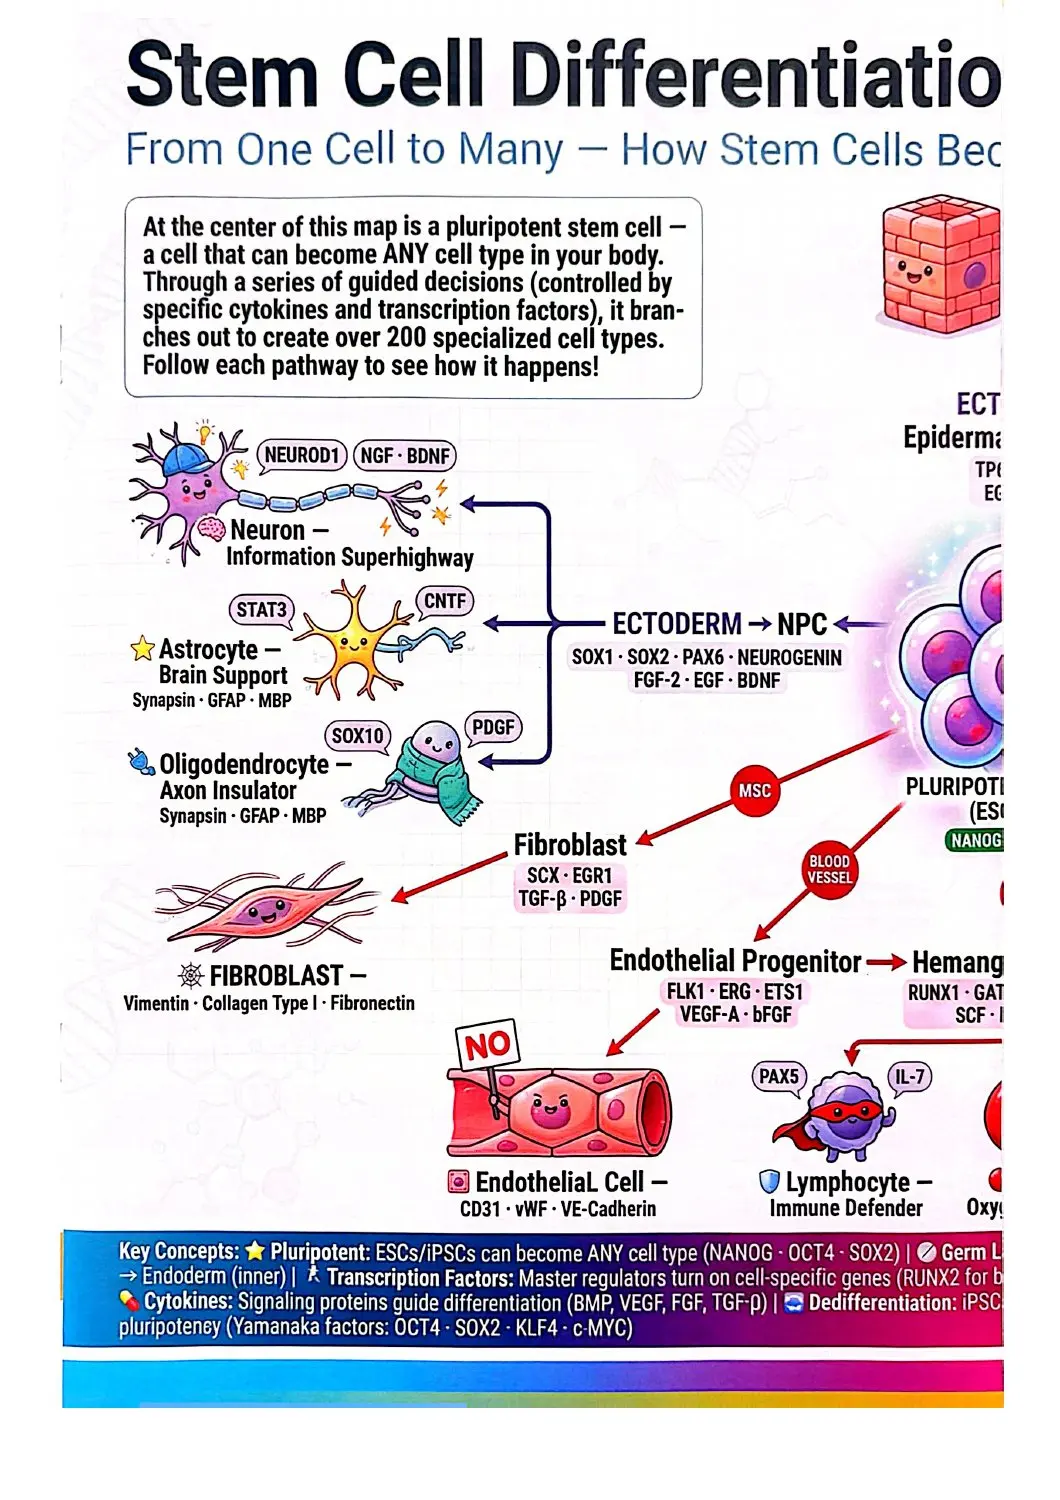 Stem Cell Differentiatio
From One Cell to Many — How Stem Cells Bec
At the center of this map is a pluripotent stem cell —
a cell that can become ANY cell type in your body.
Through a series of guided decisions (controlled by
specific cytokines and transcription factors), it bran-
ches out to create over 200 specialized cell types.
Follow each pathway to see how it happens!
ECT
Epiderma
TP6
EG
NEUROD1
NGF · BDNF
Neuron —
Information Superhighway
STAT3
CNTF
Astrocyte —
Brain Support
Synapsin · GFAP · MBP
ECTODERM → NPC
SOX1 · SOX2 · PAX6 · NEUROGENIN
FGF-2 · EGF · BDNF
SOX10
PDGF
Oligodendrocyte —
Axon Insulator
Synapsin · GFAP · MBP
MSC
PLURIPOTE
(ESC
NANOG
Fibroblast
SCX · EGR1
TGF-β · PDGF
BLOOD
VESSEL
FIBROBLAST —
Vimentin · Collagen Type I · Fibronectin
Endothelial Progenitor → Hemang
FLK1 · ERG · ETS1
VEGF-A · bFGF
RUNX1 · GAT
SCF · I
NO
PAX5
IL-7
EndotheliaL Cell —
CD31 · vWF · VE-Cadherin
Lymphocyte —
Immune Defender
Oxyg
Key Concepts: ⭐ Pluripotent: ESCs/iPSCs can become ANY cell type (NANOG · OCT4 · SOX2) | Germ L
→ Endoderm (inner) | Transcription Factors: Master regulators turn on cell-specific genes (RUNX2 for b
💊 Cytokines: Signaling proteins guide differentiation (BMP, VEGF, FGF, TGF-β) | Dedifferentiation: iPSC
pluripotency (Yamanaka factors: OCT4 · SOX2 · KLF4 · c-MYC)